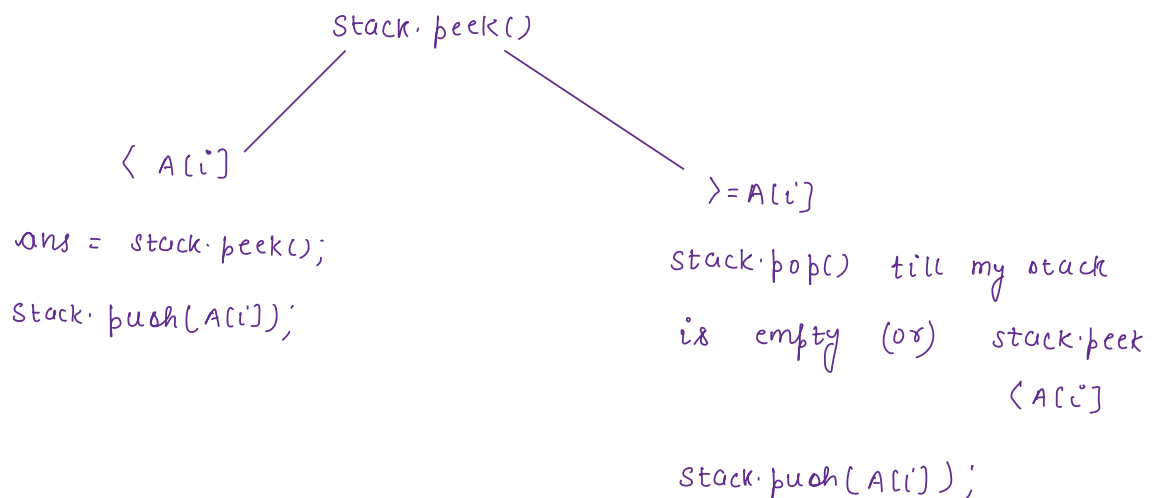 Stack.peek()
< A[i]
>= A[i]
ans = stack.peek();
stack.pop() till my stack
Stack.push(A[i]);
is empty (or) stack.peek
< A[i]
Stack.push(A[i]);